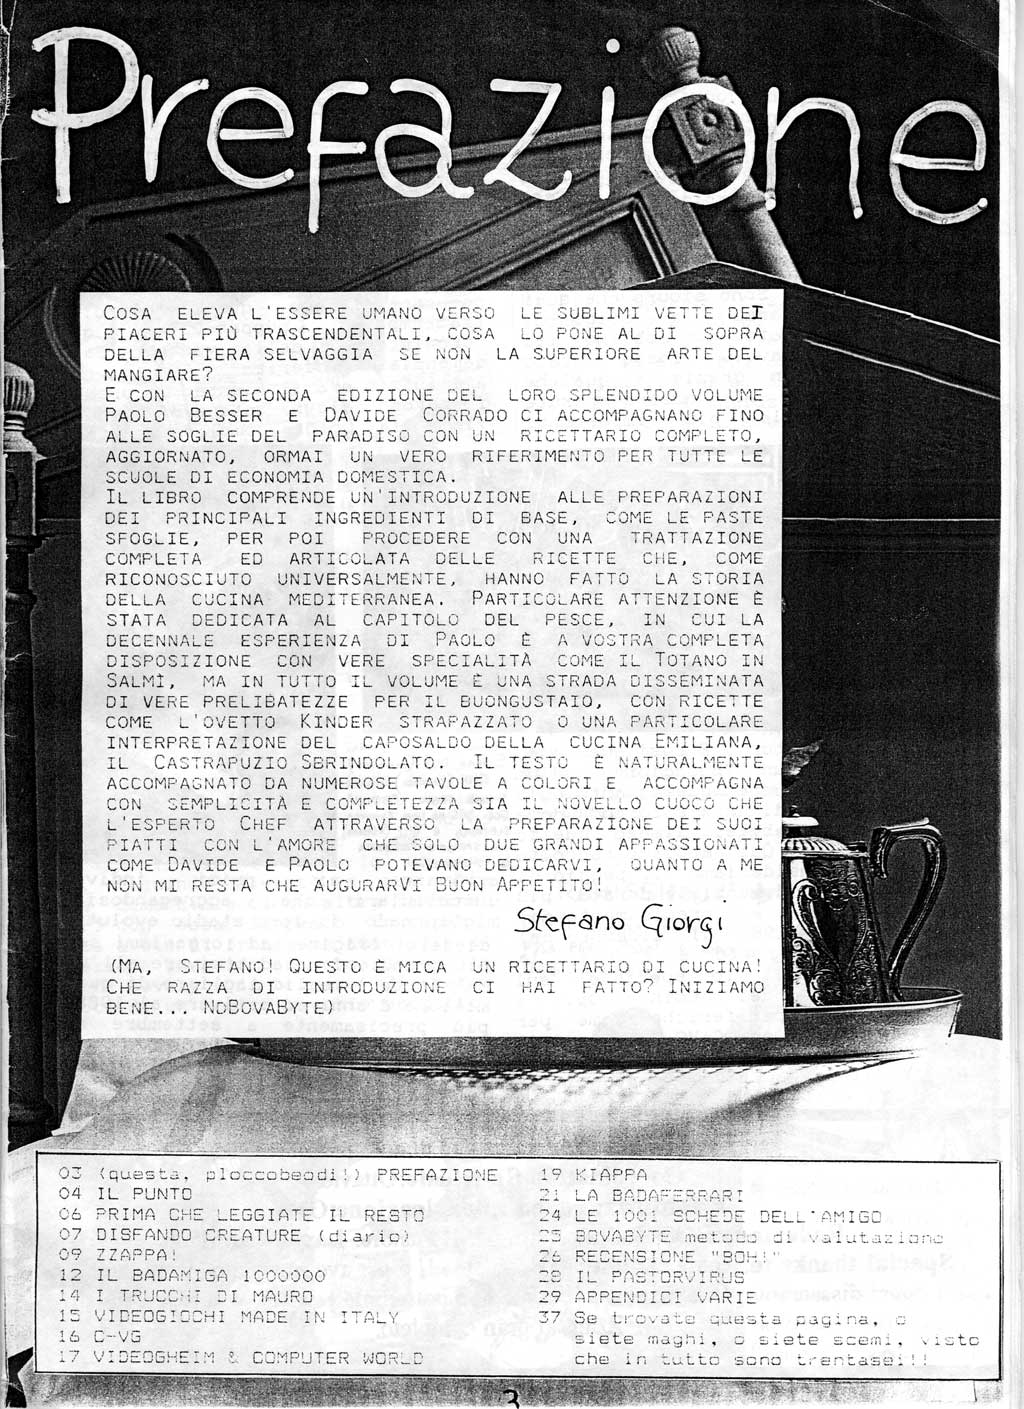 Prefazione
COSA ELEVA L'ESSERE UMANO VERSO LE SUBLIMI VETTE DEI
PIACERI PIÙ TRASCENDENTALI, COSA LO PONE AL DI SOPRA
DELLA FIERA SELVAGGIA SE NON LA SUPERIORE ARTE DEL
MANGIARE?
E CON LA SECONDA EDIZIONE DEL LORO SPLENDIDO VOLUME
PAOLO BESSER E DAVIDE CORRADO CI ACCOMPAGNANO FINO
ALLE SOGLIE DEL PARADISO CON UN RICETTARIO COMPLETO,
AGGIORNATO, ORMAI UN VERO RIFERIMENTO PER TUTTE LE
SCUOLE DI ECONOMIA DOMESTICA.
IL LIBRO COMPRENDE UN'INTRODUZIONE ALLE PREPARAZIONI
DEI PRINCIPALI INGREDIENTI DI BASE, COME LE PASTE
SFOGLIE, PER POI PROCEDERE CON UNA TRATTAZIONE
COMPLETA ED ARTICOLATA DELLE RICETTE CHE, COME
RICONOSCIUTO UNIVERSALMENTE, HANNO FATTO LA STORIA
DELLA CUCINA MEDITERRANEA. PARTICOLARE ATTENZIONE È
STATA DEDICATA AL CAPITOLO DEL PESCE, IN CUI LA
DECENNALE ESPERIENZA DI PAOLO È A VOSTRA COMPLETA
DISPOSIZIONE CON VERE SPECIALITÀ COME IL TOTANO IN
SALMÌ, MA IN TUTTO IL VOLUME È UNA STRADA DISSEMINATA
DI VERE PRELIBATEZZE PER IL BUONGUSTAIO, CON RICETTE
COME L'OVETTO KINDER STRAPAZZATO O UNA PARTICOLARE
INTERPRETAZIONE DEL CAPOSALDO DELLA CUCINA EMILIANA,
IL CASTRAPUZIO SBRINDOLATO. IL TESTO È NATURALMENTE
ACCOMPAGNATO DA NUMEROSE TAVOLE A COLORI E ACCOMPAGNA
CON SEMPLICITÀ E COMPLETEZZA SIA IL NOVELLO CUOCO CHE
L'ESPERTO CHEF ATTRAVERSO LA PREPARAZIONE DEI SUOI
PIATTI CON L'AMORE CHE SOLO DUE GRANDI APPASSIONATI
COME DAVIDE E PAOLO POTEVANO DEDICARVI, QUANTO A ME
NON MI RESTA CHE AUGURARVI BUON APPETITO!
Stefano Giorgi
(MA, STEFANO! QUESTO È MICA UN RICETTARIO DI CUCINA!
CHE RAZZA DI INTRODUZIONE CI HAI FATTO? INIZIAMO
BENE... NDBOVABYTE)
03 (questa, ploccobeodi!) PREFAZIONE
04 IL PUNTO
06 PRIMA CHE LEGGIATE IL RESTO
07 DISFANDO CREATURE (diario)
09 ZZAPPA!
12 IL BADAMIGA 1000000
14 I TRUCCHI DI MAURO
15 VIDEOGIOCHI MADE IN ITALY
16 C-VG
17 VIDEOGHEIM & COMPUTER WORLD
19 KIAPPA
21 LA BADAFERRARI
24 LE 1001 SCHEDE DELL'AMIGO
25 BOVABYTE metodo di valutazione
26 RECENSIONE "BOH!"
28 IL PASTORVIRUS
29 APPENDICI VARIE
37 Se trovate questa pagina, o
siete maghi, o siete scemi, visto
che in tutto sono trentasei!!
3